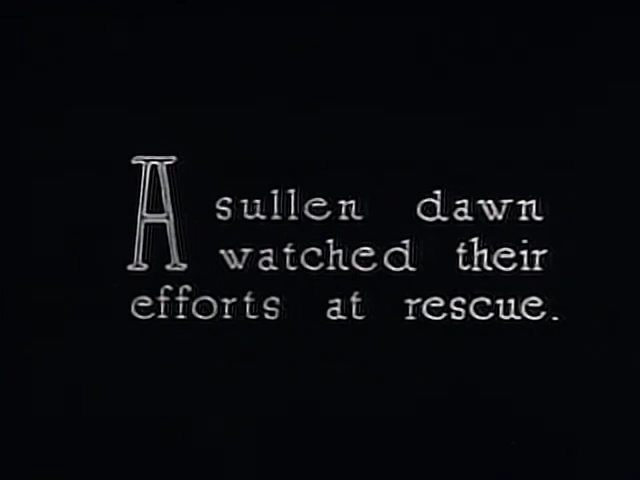 A sullen dawn
watched their
efforts at rescue.